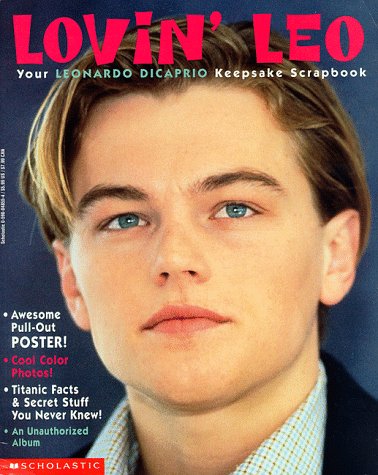 LOVIN' LEO
Your LEONARDO DICAPRIO Keepsake Scrapbook
• Awesome
Pull-Out
POSTER!
• Cool Color
Photos!
• Titanic Facts
& Secret Stuff
You Never Knew!
• An Unauthorized
Album
SCHOLASTIC